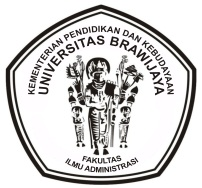 KEMENTERIAN PENDIDIKAN DAN KEBUDAYAAN
UNIVERSITAS BRAWIJAYA
FAKULTAS
ILMU ADMINISTRASI